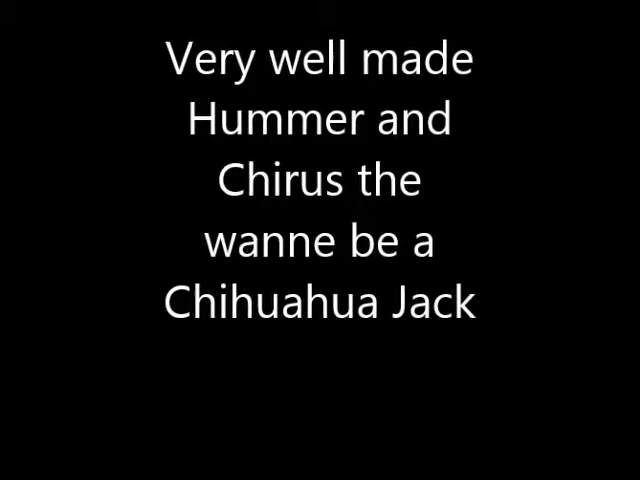 Very well made
Hummer and
Chirus the
wanne be a
Chihuahua Jack